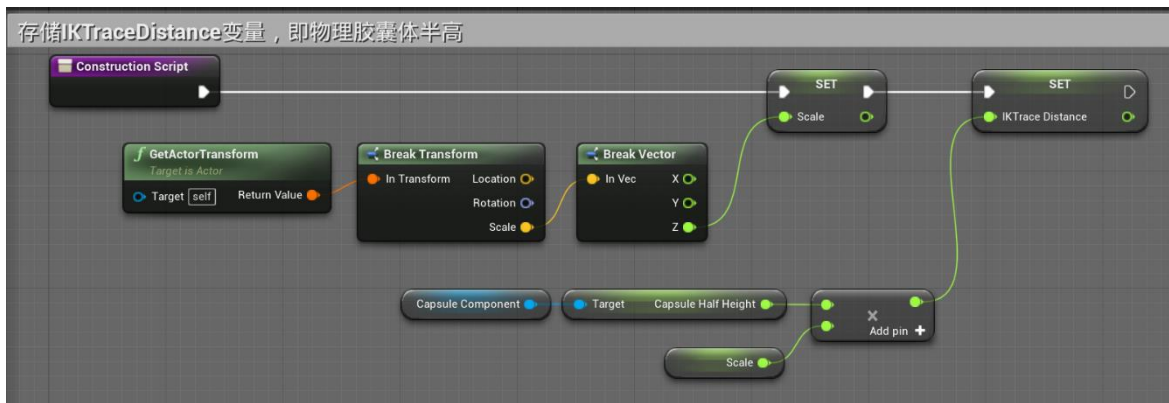 存储IKTraceDistance变量，即物理胶囊体半高
Construction Script
SET
Scale
SET
IKTrace Distance
f GetActorTransform
Target is Actor
Target self
Return Value
Break Transform
In Transform
Location
Rotation
Scale
Break Vector
In Vec
X
Y
Z
Capsule Component
Target
Capsule Half Height
Add pin +
Scale